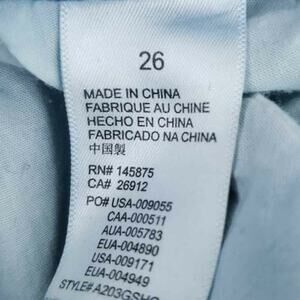 26
MADE IN CHINA
FABRIQUE AU CHINE
HECHO EN CHINA
FABRICADO NA CHINA
中国製
RN# 145875
CA# 26912
PO# USA-009055
CAA-000511
AUA-005783
EUA-004890
USA-009171
EUA-004949
STYLE#